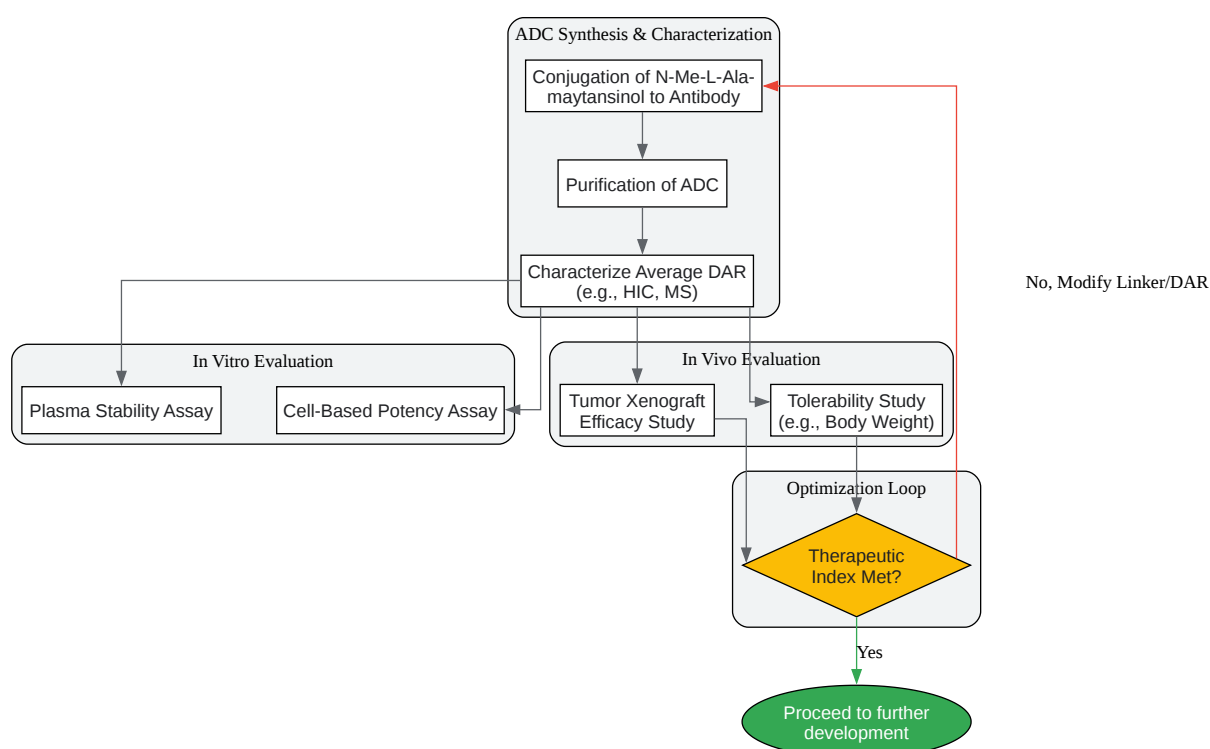 ADC Synthesis & Characterization
Conjugation of N-Me-L-Ala-
maytansinol to Antibody
Purification of ADC
Characterize Average DAR
(e.g., HIC, MS)
No, Modify Linker/DAR
In Vitro Evaluation
Plasma Stability Assay
Cell-Based Potency Assay
In Vivo Evaluation
Tumor Xenograft
Efficacy Study
Tolerability Study
(e.g., Body Weight)
Optimization Loop
Therapeutic
Index Met?
Yes
Proceed to further
development